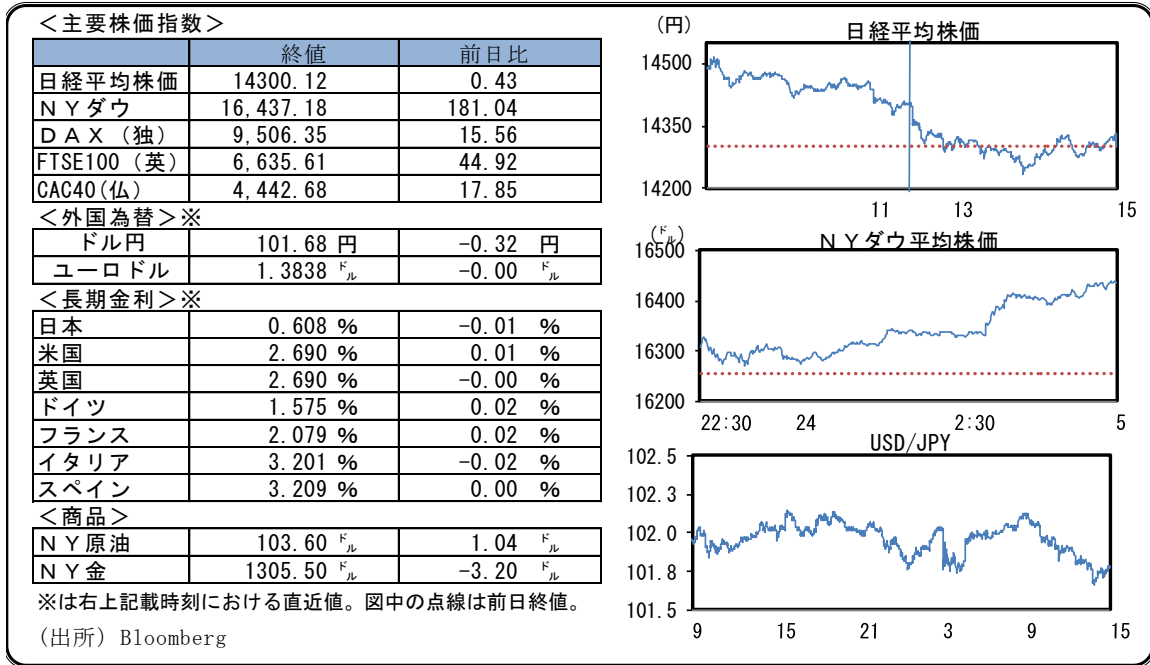 ＜主要株価指数＞
終値 前日比
日経平均株価 14300.12 0.43
ＮＹダウ 16,437.18 181.04
ＤＡＸ（独） 9,506.35 15.56
FTSE100（英） 6,635.61 44.92
CAC40(仏) 4,442.68 17.85
＜外国為替＞※
ドル円 101.68 円 -0.32 円
ユーロドル 1.3838 ドル -0.00 ドル
＜長期金利＞※
日本 0.608 % -0.01 %
米国 2.690 % 0.01 %
英国 2.690 % -0.00 %
ドイツ 1.575 % 0.02 %
フランス 2.079 % 0.02 %
イタリア 3.201 % -0.02 %
スペイン 3.209 % 0.00 %
＜商品＞
ＮＹ原油 103.60 ドル 1.04 ドル
ＮＹ金 1305.50 ドル -3.20 ドル
※は右上記載時刻における直近値。図中の点線は前日終値。
(出所) Bloomberg
(円) 日経平均株価
14500
14350
14200
11 13 15
(ドル) ＮＹダウ平均株価
16500
16400
16300
16200
22:30 24 2:30 5
USD/JPY
102.5
102.3
102.0
101.8
101.5
9 15 21 3 9 15